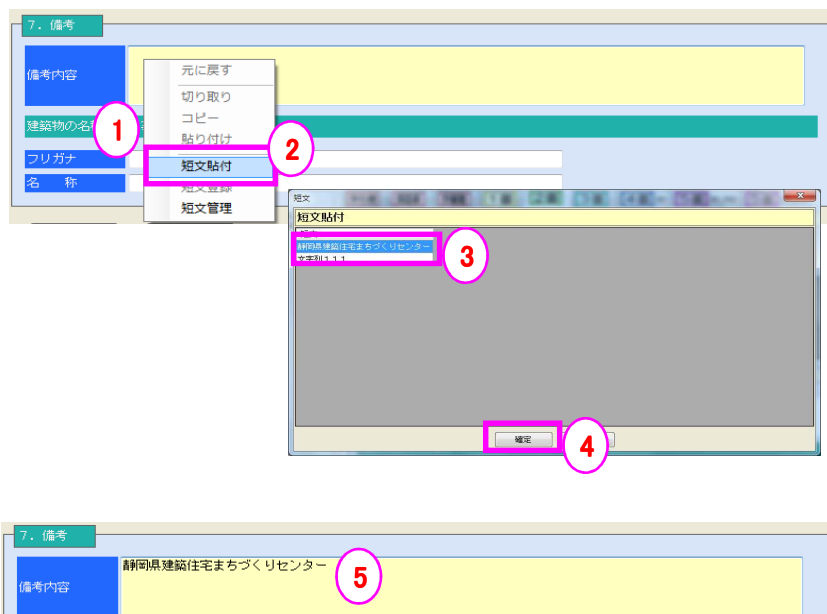 7. 備考
備考内容
元に戻す
切り取り
コピー
貼り付け
短文貼付
短文登録
短文管理
1
2
建築物の名称
フリガナ
名 称
短文
短文貼付
静岡県建築住宅まちづくりセンター
文字列111
3
確定
4
7. 備考
備考内容
静岡県建築住宅まちづくりセンター
5